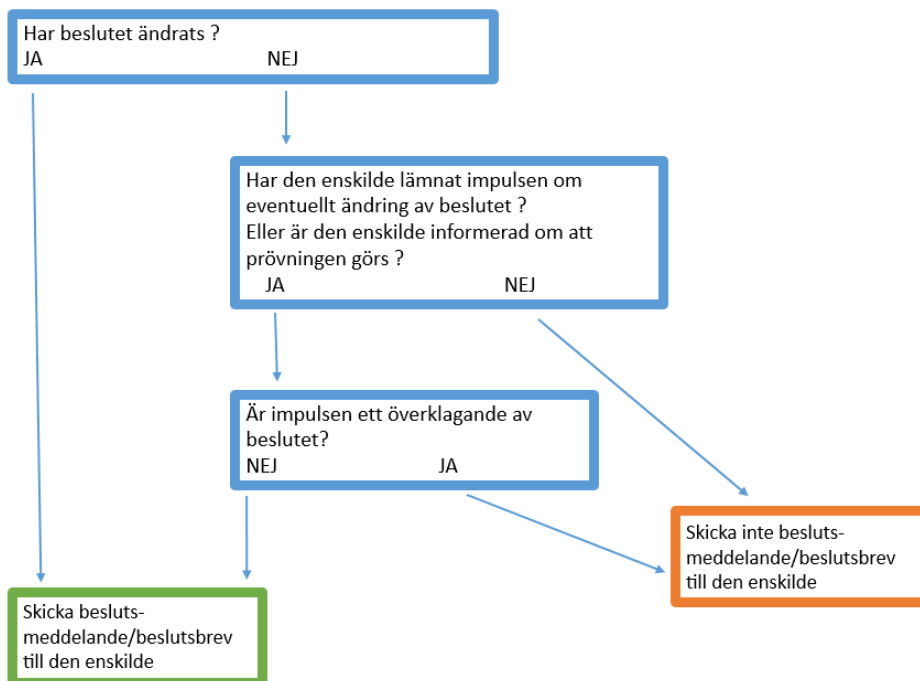 Har beslutet ändrats ?
JA NEJ
Har den enskilde lämnat impulsen om
eventuellt ändring av beslutet ?
Eller är den enskilde informerad om att
prövningen görs ?
JA NEJ
Är impulsen ett överklagande av
beslutet?
NEJ JA
Skicka inte besluts-
meddelande/beslutsbrev
till den enskilde
Skicka besluts-
meddelande/beslutsbrev
till den enskilde